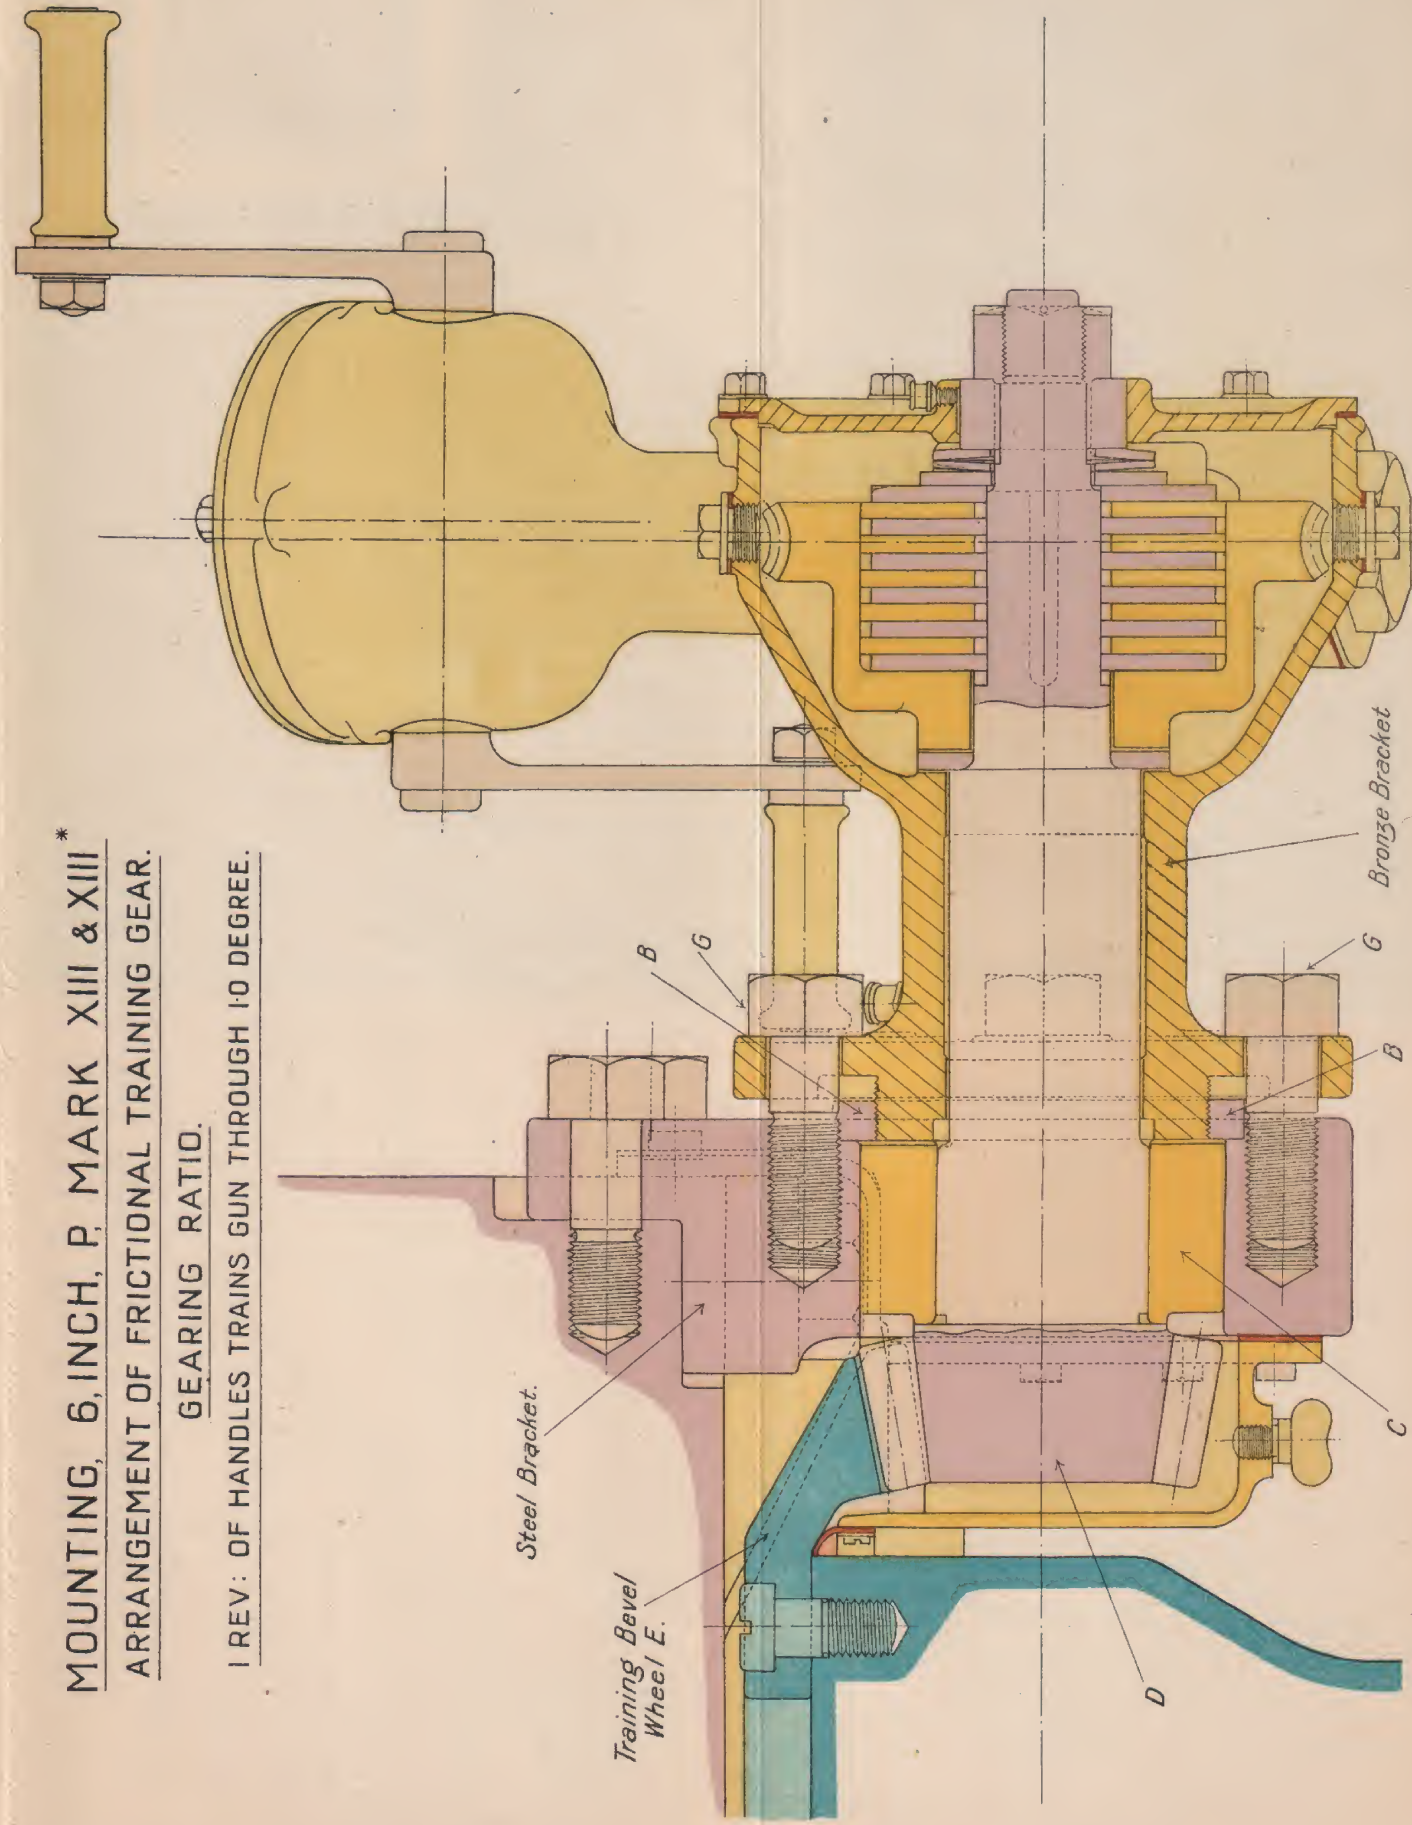 MOUNTING, 6,INCH, P, MARK XIII & XIII*
ARRANGEMENT OF FRICTIONAL TRAINING GEAR.
GEARING RATIO.
1 REV: OF HANDLES TRAINS GUN THROUGH 1·0 DEGREE.
Steel Bracket.
Training Bevel
Wheel E.
B
G
D
C
B
G
Bronze Bracket